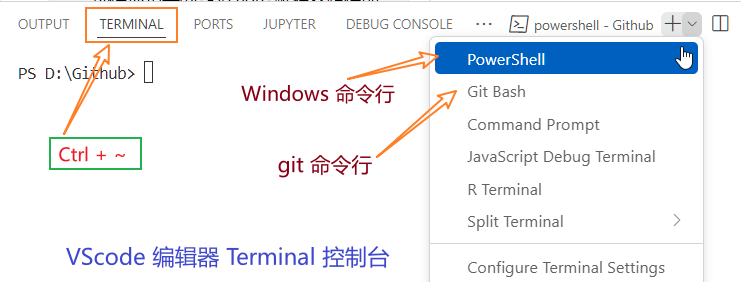 OUTPUT TERMINAL PORTS JUPYTER DEBUG CONSOLE ... powershell - Github
PS D:\Github>
PowerShell
Windows 命令行
Git Bash
Command Prompt
Ctrl + ~
git 命令行
JavaScript Debug Terminal
R Terminal
Split Terminal
VScode 编辑器 Terminal 控制台
Configure Terminal Settings